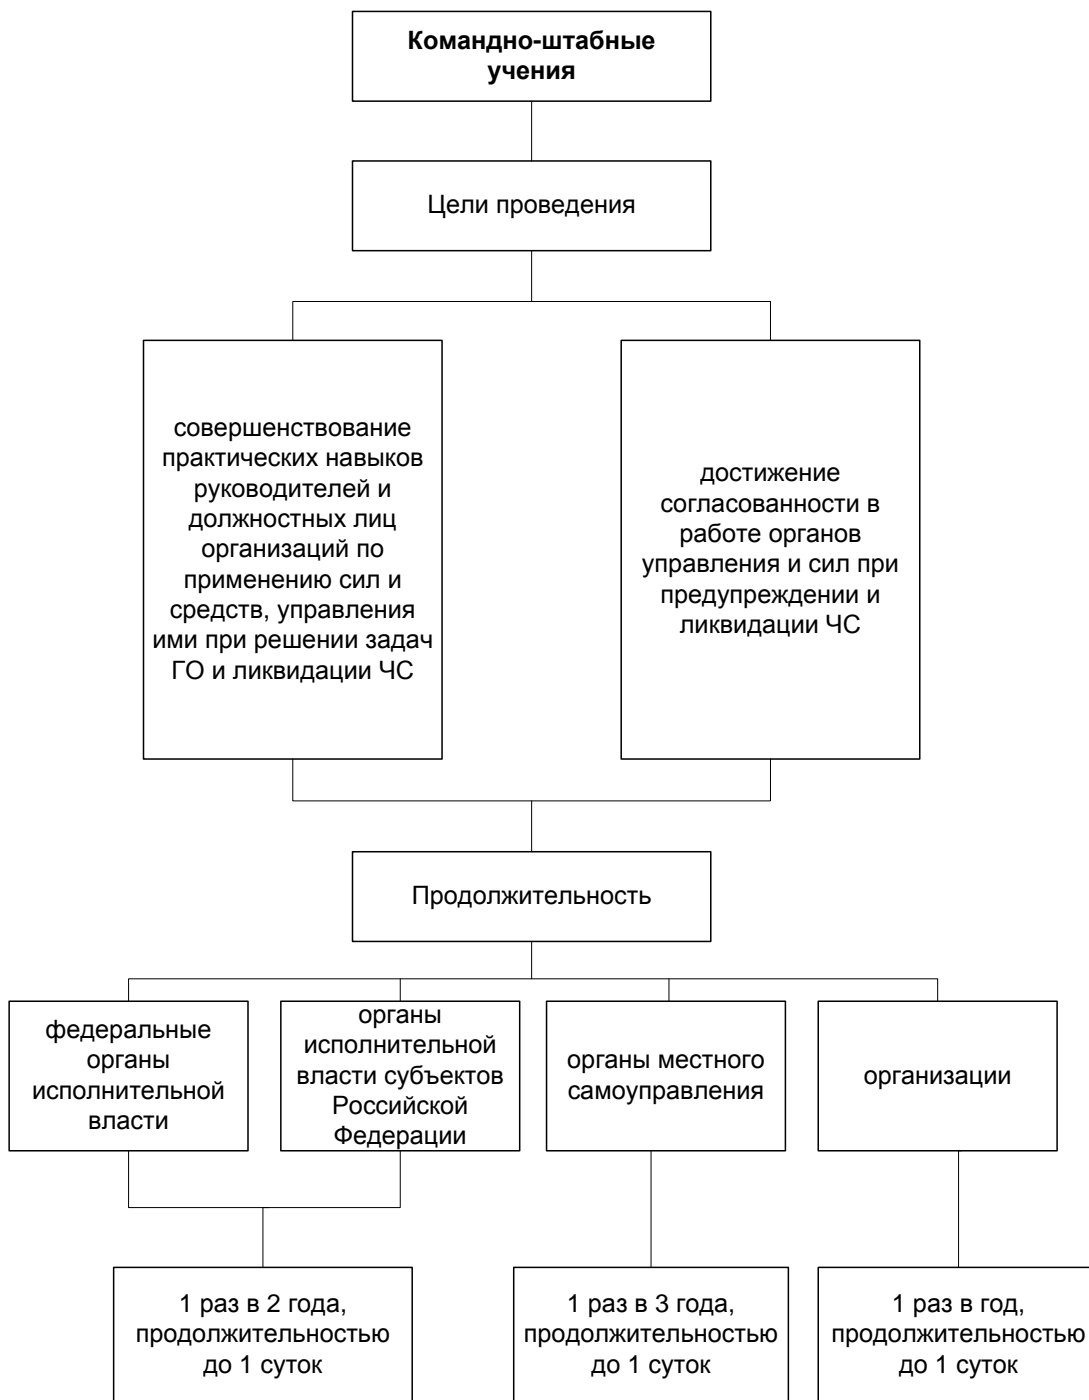 Командно-штабные
учения
Цели проведения
совершенствование
практических навыков
руководителей и
должностных лиц
организаций по
применению сил и
средств, управления
ими при решении задач
ГО и ликвидации ЧС
достижение
согласованности в
работе органов
управления и сил при
предупреждении и
ликвидации ЧС
Продолжительность
федеральные
органы
исполнительной
власти
органы
исполнительной
власти субъектов
Российской
Федерации
органы местного
самоуправления
организации
1 раз в 2 года,
продолжительностью
до 1 суток
1 раз в 3 года,
продолжительностью
до 1 суток
1 раз в год,
продолжительностью
до 1 суток